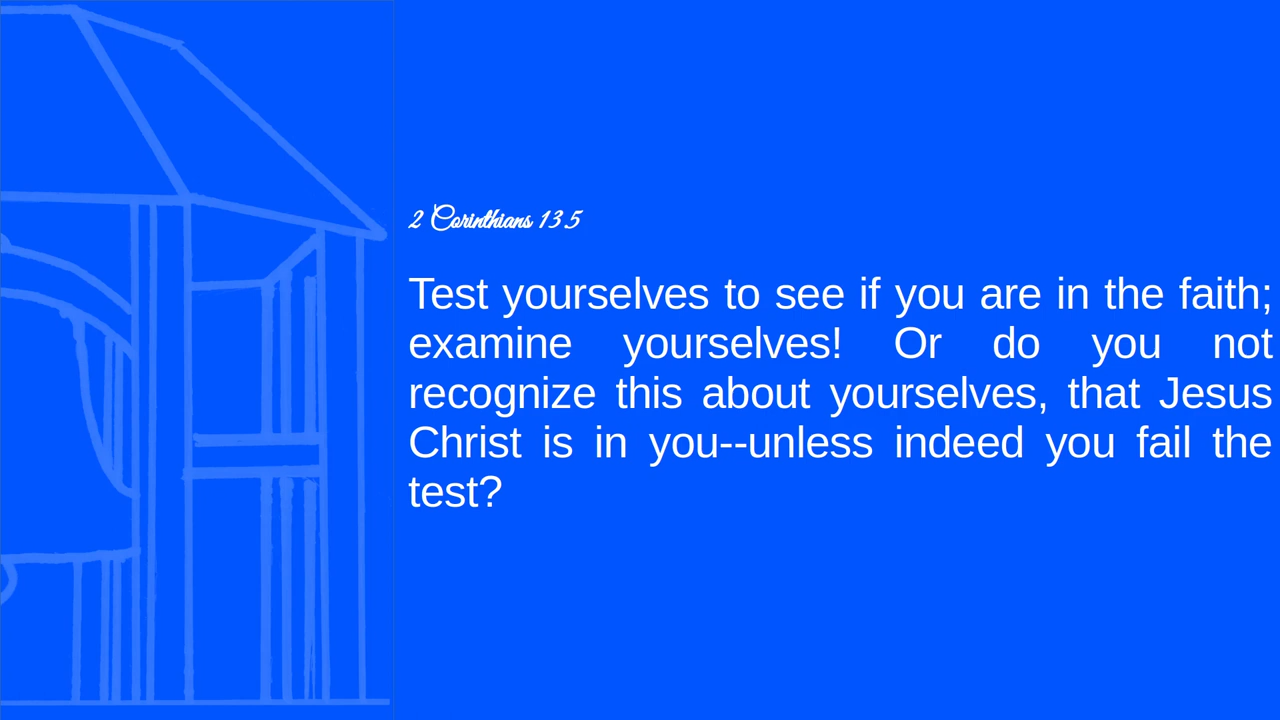 2 Corinthians 13.5
Test yourselves to see if you are in the faith;
examine yourselves! Or do you not
recognize this about yourselves, that Jesus
Christ is in you--unless indeed you fail the
test?